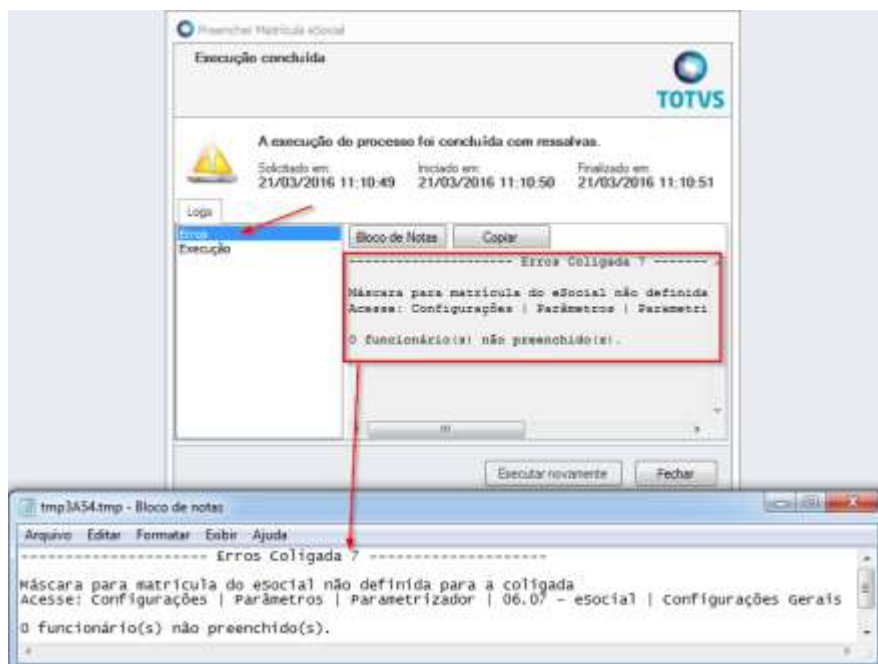 Preencher Matrícula eSocial
Execução concluída
TOTVS
A execução do processo foi concluída com ressalvas.
Solicitado em: Iniciado em: Finalizado em:
21/03/2016 11:10:49 21/03/2016 11:10:50 21/03/2016 11:10:51
Logs
Erros
Execução
Bloco de Notas Copiar
---------------------- Erros Coligada 7 -------
Máscara para matrícula do eSocial não definida
Acesse: Configurações | Parâmetros | Parametri
0 funcionário(s) não preenchido(s).
Executar novamente Fechar
tmp3A54.tmp - Bloco de notas
Arquivo Editar Formatar Exibir Ajuda
--------------------- Erros Coligada 7 --------------------
Máscara para matrícula do esocial não definida para a coligada
Acesse: Configurações | Parâmetros | Parametrizador | 06.07 - eSocial | Configurações Gerais
0 funcionário(s) não preenchido(s).